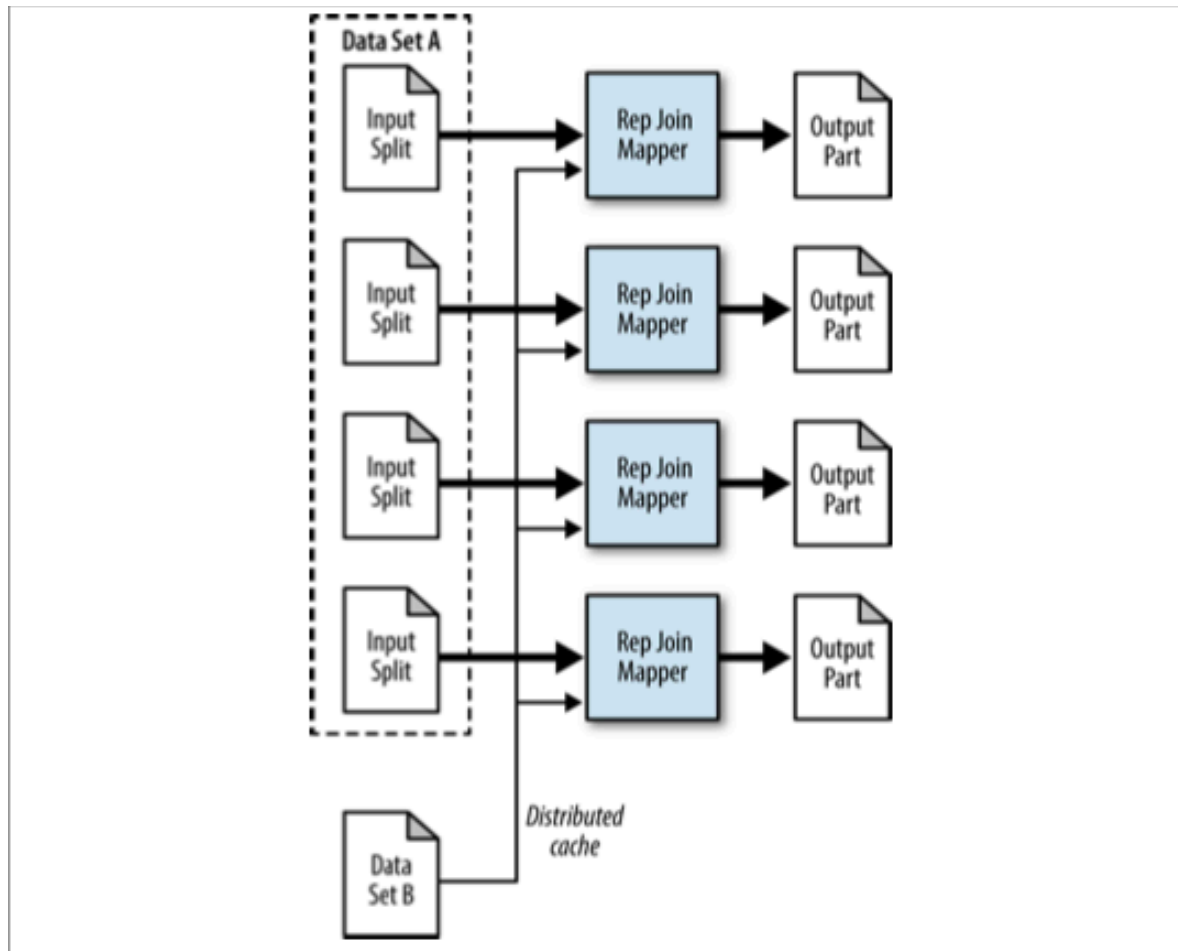 Data Set A
Input
Split
Rep Join
Mapper
Output
Part
Input
Split
Rep Join
Mapper
Output
Part
Input
Split
Rep Join
Mapper
Output
Part
Input
Split
Rep Join
Mapper
Output
Part
Distributed
cache
Data
Set B